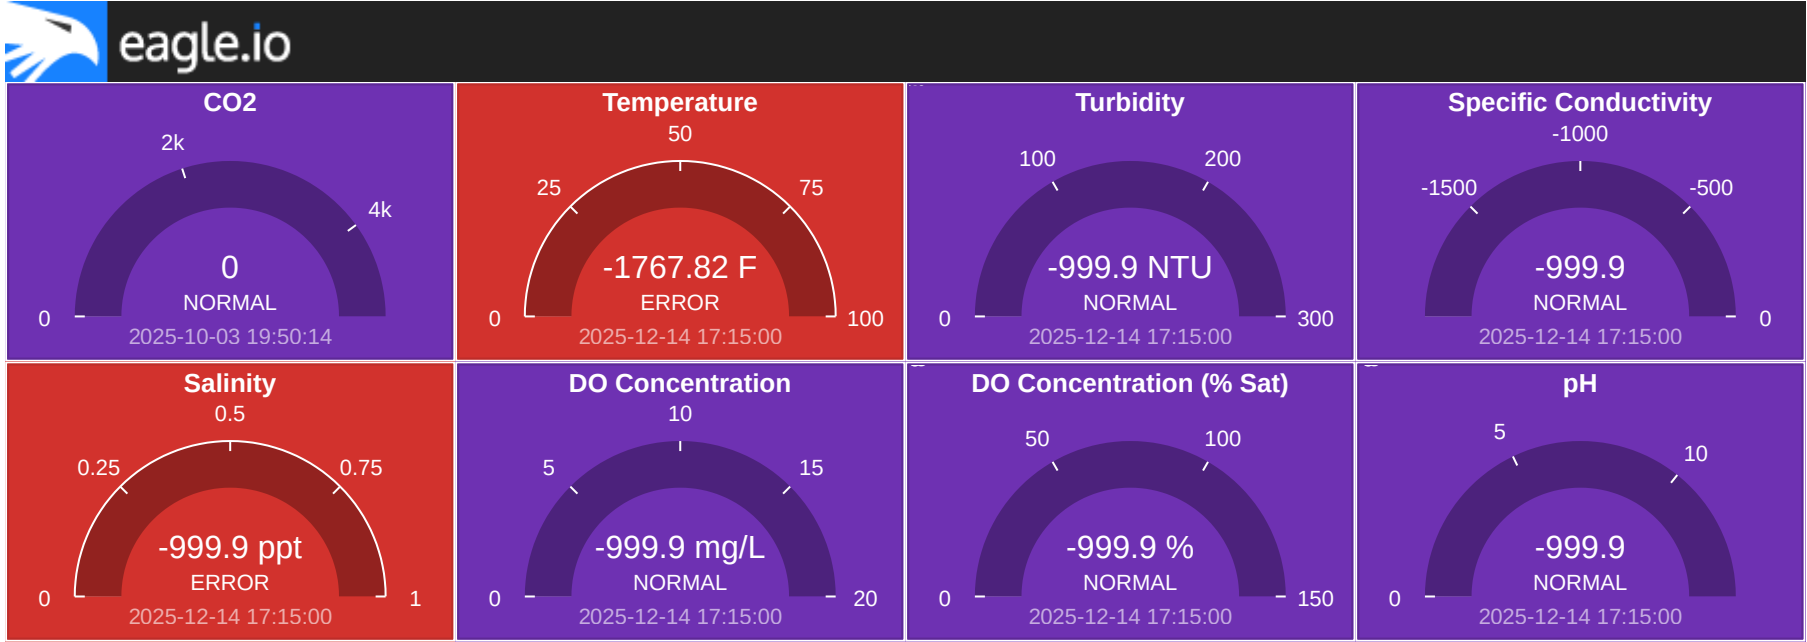 eagle.io
CO2
2k
4k
0
NORMAL
0
2025-10-03 19:50:14
Temperature
50
25
75
-1767.82 F
ERROR
0
100
2025-12-14 17:15:00
Turbidity
100
200
-999.9 NTU
NORMAL
0
300
2025-12-14 17:15:00
Specific Conductivity
-1000
-1500
-500
-999.9
NORMAL
0
2025-12-14 17:15:00
Salinity
0.5
0.25
0.75
-999.9 ppt
ERROR
0
1
2025-12-14 17:15:00
DO Concentration
10
5
15
-999.9 mg/L
NORMAL
0
20
2025-12-14 17:15:00
DO Concentration (% Sat)
50
100
-999.9 %
NORMAL
0
150
2025-12-14 17:15:00
pH
5
10
-999.9
NORMAL
0
2025-12-14 17:15:00